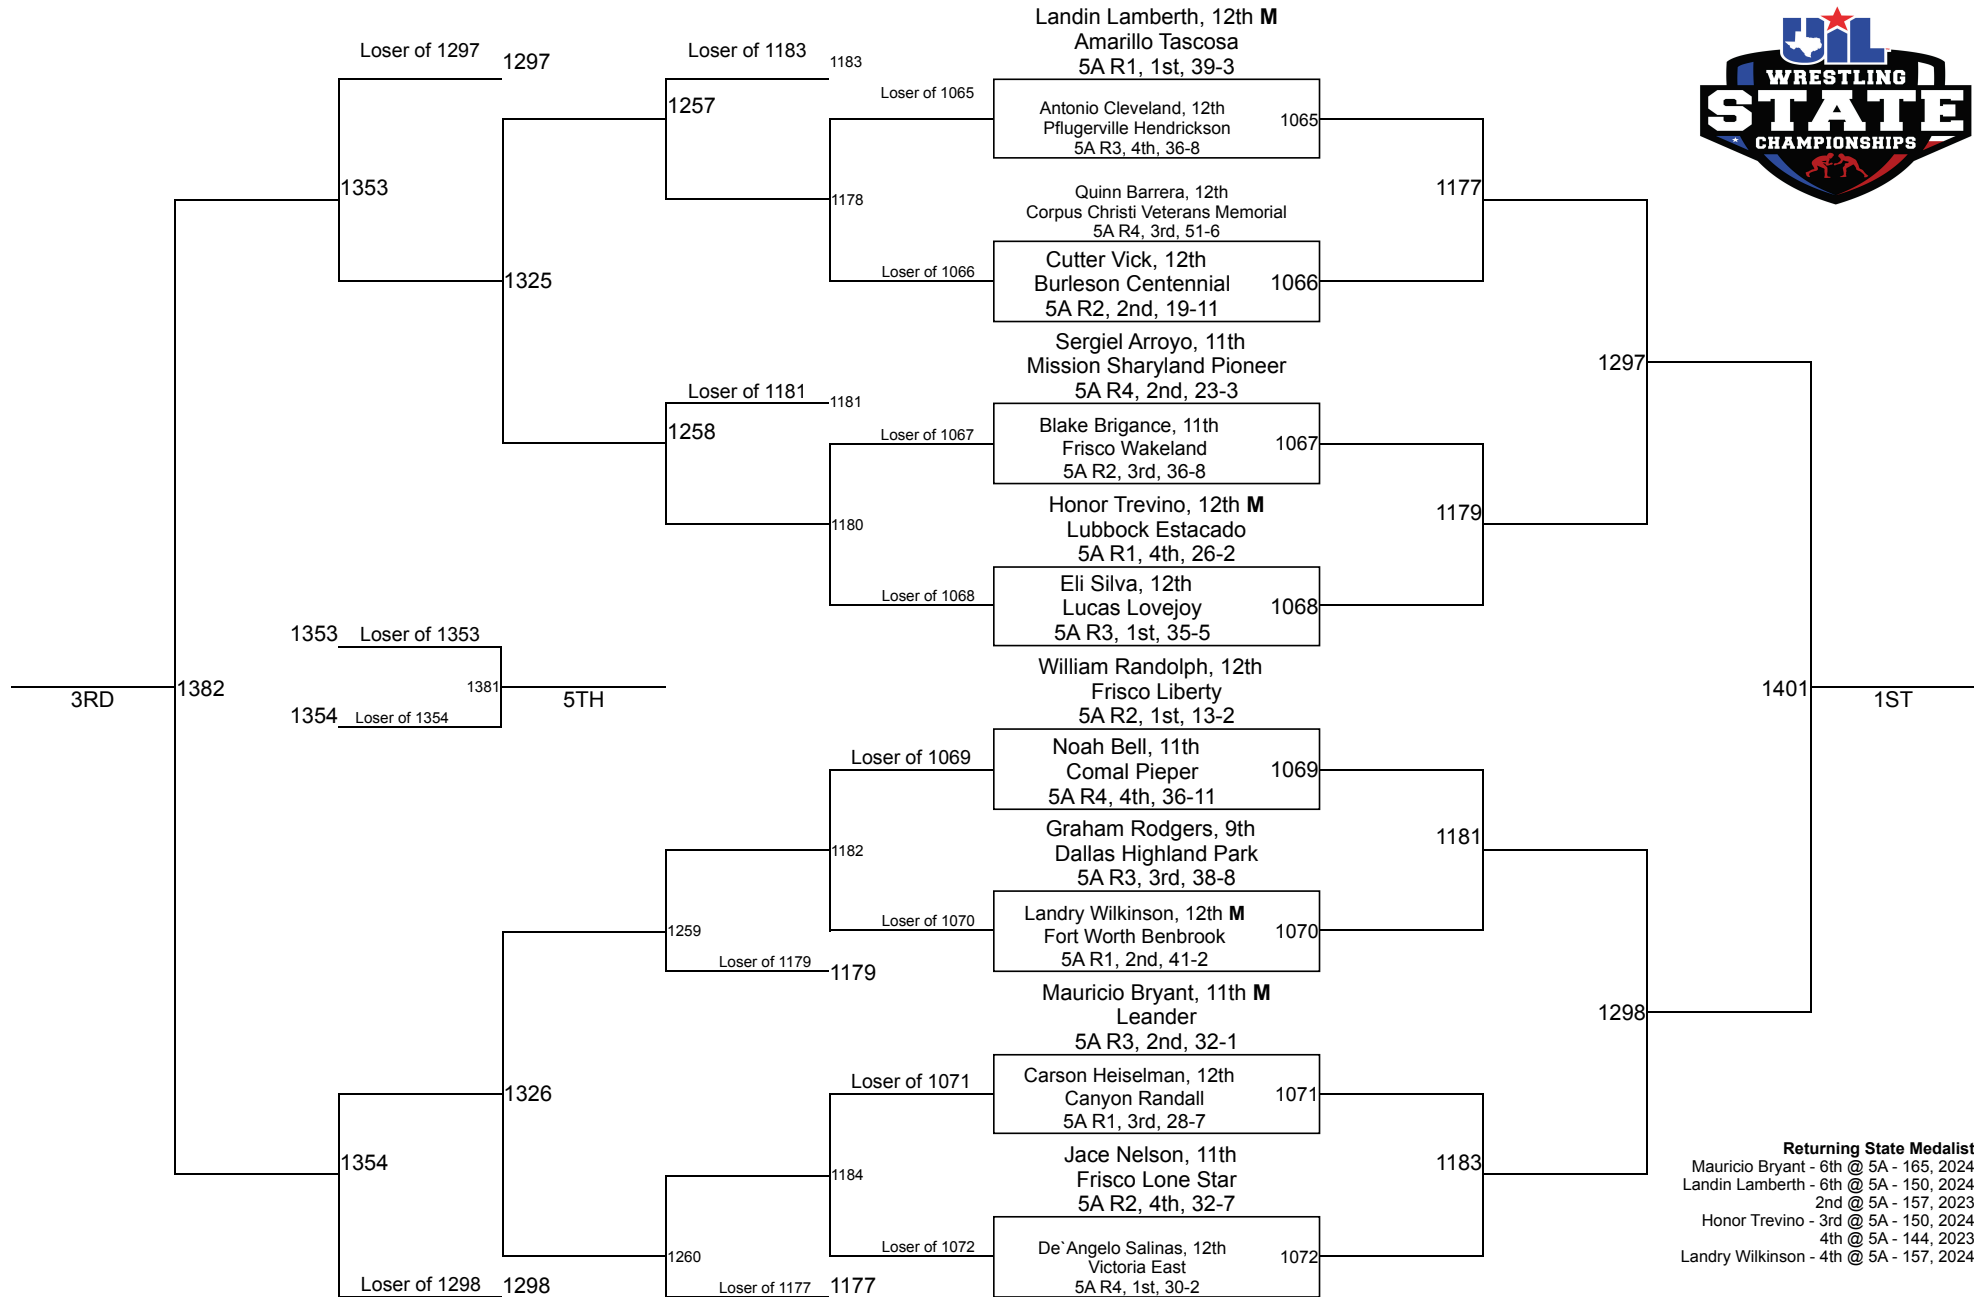 Landin Lamberth, 12th M
Amarillo Tascosa
5A R1, 1st, 39-3
UIL
WRESTLING
STATE
CHAMPIONSHIPS
Loser of 1297
1297
Loser of 1183
1183
Loser of 1065
1257
Antonio Cleveland, 12th
Pflugerville Hendrickson
5A R3, 4th, 36-8
1065
1353
1178
1177
Quinn Barrera, 12th
Corpus Christi Veterans Memorial
5A R4, 3rd, 51-6
1325
Loser of 1066
Cutter Vick, 12th
Burleson Centennial
5A R2, 2nd, 19-11
1066
Sergiel Arroyo, 11th
Mission Sharyland Pioneer
5A R4, 2nd, 23-3
1297
Loser of 1181
1181
1258
Loser of 1067
Blake Brigance, 11th
Frisco Wakeland
5A R2, 3rd, 36-8
1067
Honor Trevino, 12th M
Lubbock Estacado
5A R1, 4th, 26-2
1180
1179
Loser of 1068
Eli Silva, 12th
Lucas Lovejoy
5A R3, 1st, 35-5
1068
1353
Loser of 1353
William Randolph, 12th
Frisco Liberty
5A R2, 1st, 13-2
3RD
1382
1381
5TH
1401
1ST
1354
Loser of 1354
Loser of 1069
Noah Bell, 11th
Comal Pieper
5A R4, 4th, 36-11
1069
Graham Rodgers, 9th
Dallas Highland Park
5A R3, 3rd, 38-8
1182
1181
1259
Loser of 1070
Landry Wilkinson, 12th M
Fort Worth Benbrook
5A R1, 2nd, 41-2
1070
Loser of 1179
1179
Mauricio Bryant, 11th M
Leander
5A R3, 2nd, 32-1
1298
1326
Loser of 1071
Carson Heiselman, 12th
Canyon Randall
5A R1, 3rd, 28-7
1071
1354
1184
Jace Nelson, 11th
Frisco Lone Star
5A R2, 4th, 32-7
1183
1260
Loser of 1072
De`Angelo Salinas, 12th
Victoria East
5A R4, 1st, 30-2
1072
Loser of 1298
1298
Loser of 1177
1177
Returning State Medalist
Mauricio Bryant - 6th @ 5A - 165, 2024
Landin Lamberth - 6th @ 5A - 150, 2024
2nd @ 5A - 157, 2023
Honor Trevino - 3rd @ 5A - 150, 2024
4th @ 5A - 144, 2023
Landry Wilkinson - 4th @ 5A - 157, 2024